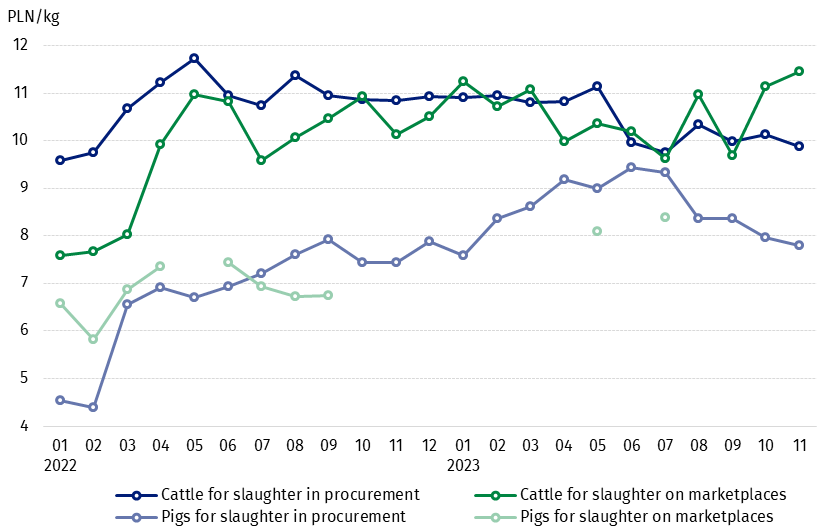 PLN/kg
12
11
10
9
8
7
6
5
4
01 02 03 04 05 06 07 08 09 10 11 12 01 02 03 04 05 06 07 08 09 10 11
2022 2023
Cattle for slaughter in procurement Cattle for slaughter on marketplaces
Pigs for slaughter in procurement Pigs for slaughter on marketplaces